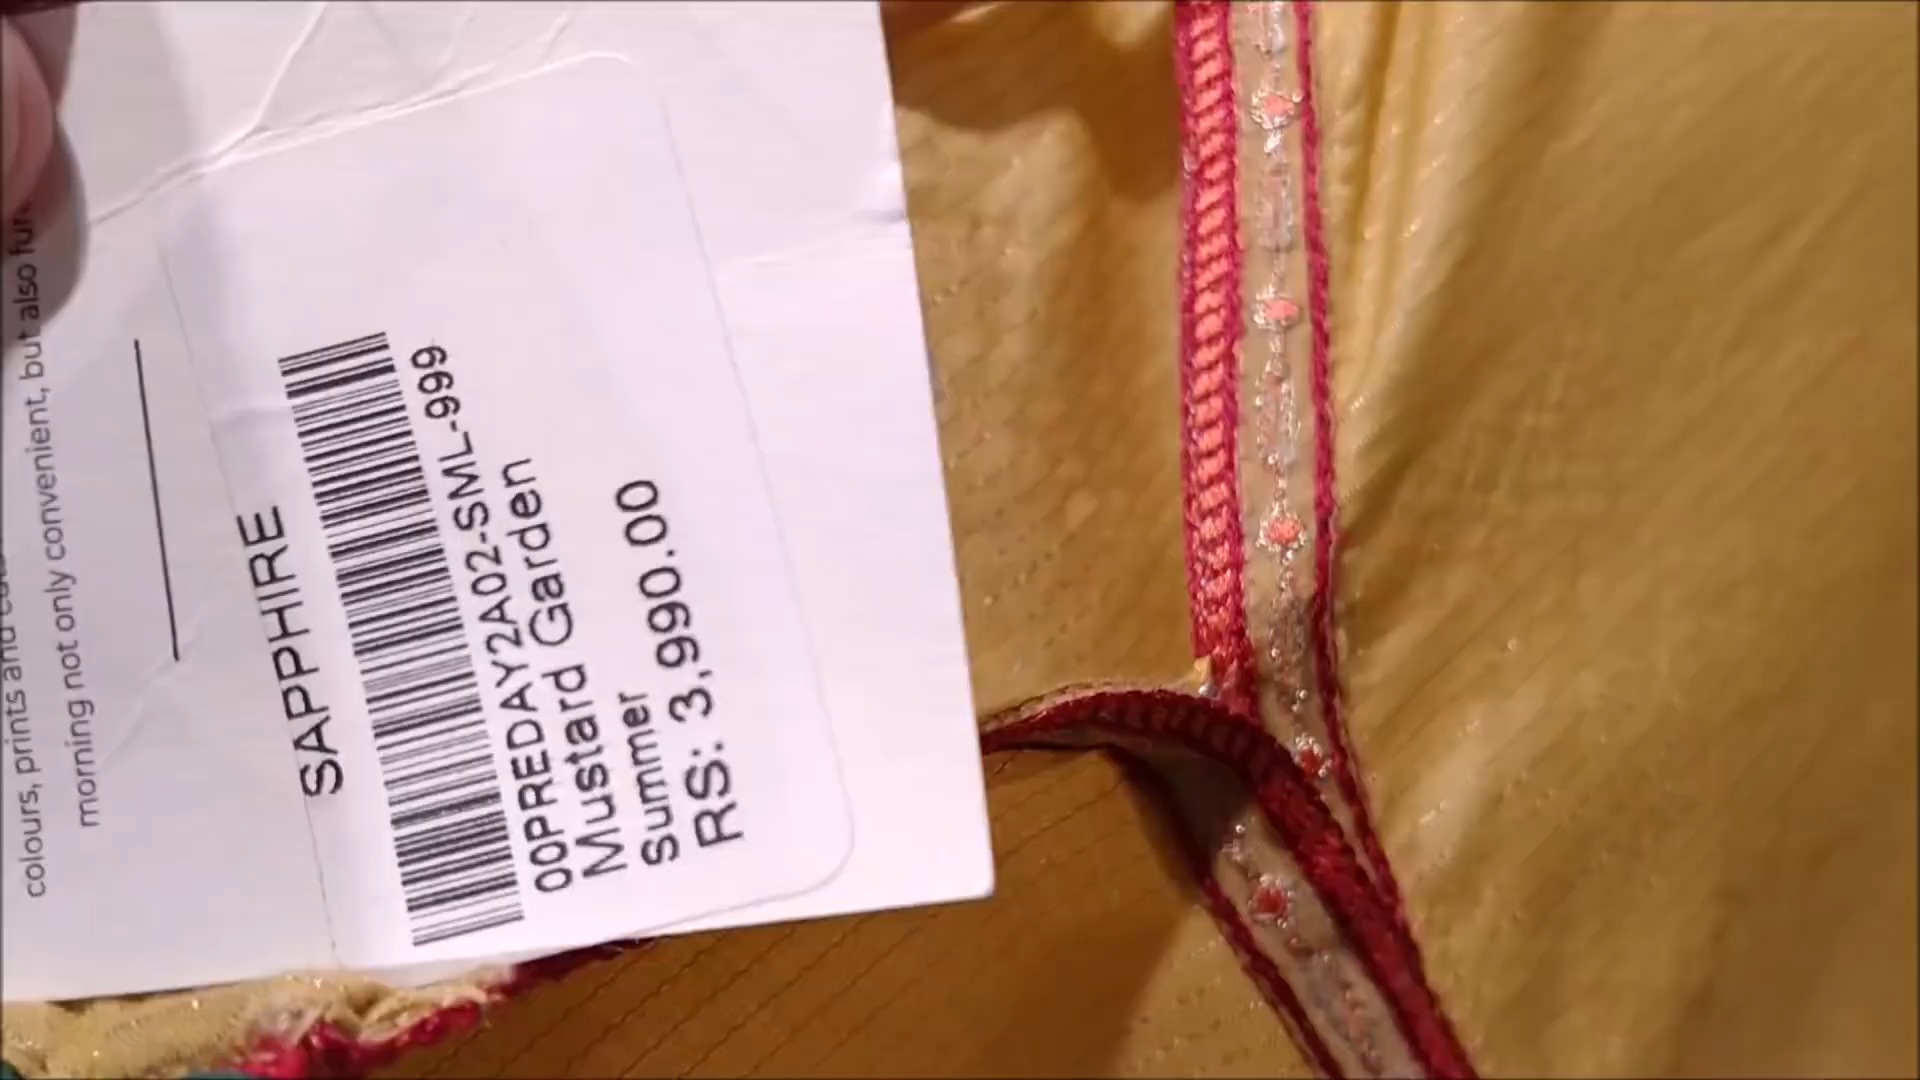 colours, prints and
morning not only convenient, but also
SAPPHIRE
00PREDAY2A02-SML-999
Mustard Garden
Summer
RS: 3,990.00